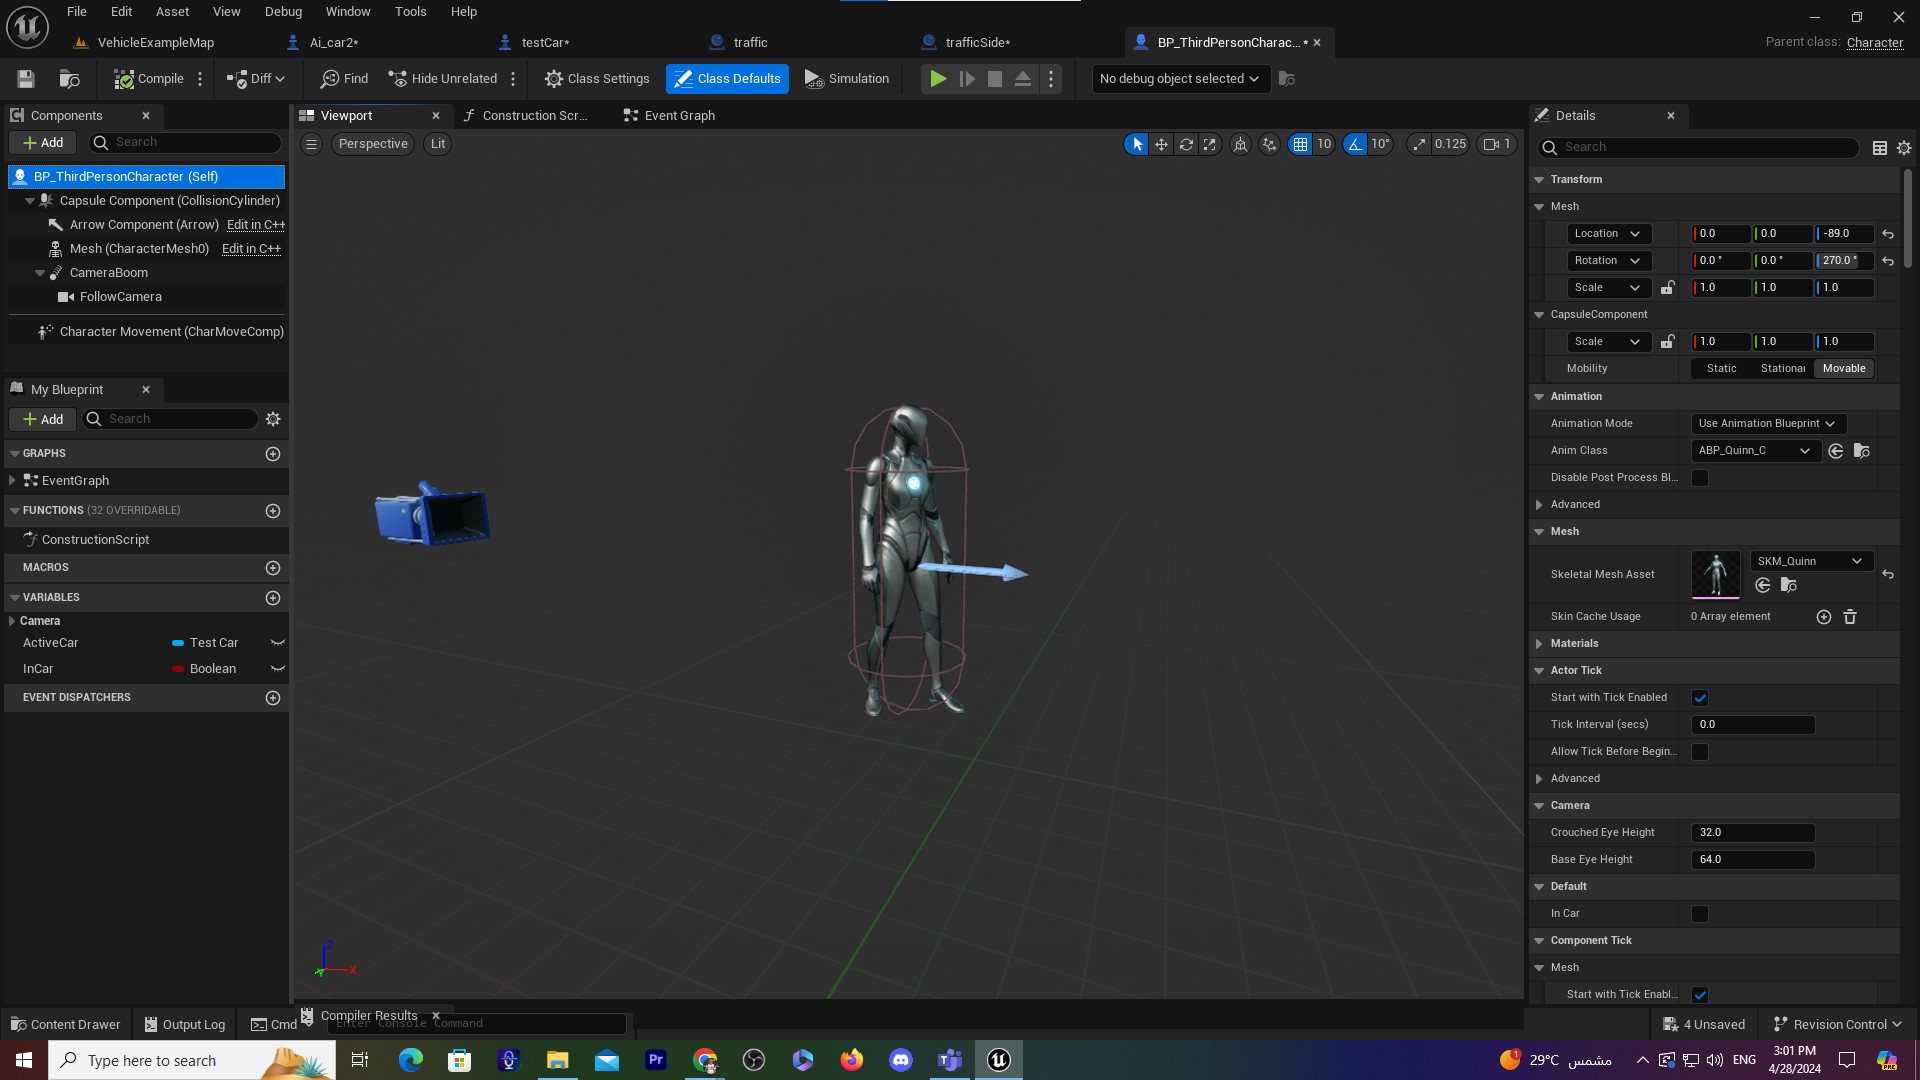 File Edit Asset View Debug Window Tools Help
VehicleExampleMap Ai_car2* testCar* traffic trafficSide* BP_ThirdPersonCharac... * Parent class: Character
Compile Diff Find Hide Unrelated Class Settings Class Defaults Simulation No debug object selected
Components
Add Search
BP_ThirdPersonCharacter (Self)
Capsule Component (CollisionCylinder)
Arrow Component (Arrow) Edit in C++
Mesh (CharacterMesh0) Edit in C++
CameraBoom
FollowCamera
Character Movement (CharMoveComp)
My Blueprint
Add Search
GRAPHS
EventGraph
FUNCTIONS (32 OVERRIDABLE)
ConstructionScript
MACROS
VARIABLES
Camera
ActiveCar Test Car
InCar Boolean
EVENT DISPATCHERS
Viewport Construction Scr... Event Graph
Perspective Lit 10 10° 0.125 1
Z
Y X
Details
Search
Transform
Mesh
Location 0.0 0.0 -89.0
Rotation 0.0 ° 0.0 ° 270.0 °
Scale 1.0 1.0 1.0
CapsuleComponent
Scale 1.0 1.0 1.0
Mobility Static Stationar Movable
Animation
Animation Mode Use Animation Blueprint
Anim Class ABP_Quinn_C
Disable Post Process Bl...
Advanced
Mesh
Skeletal Mesh Asset SKM_Quinn
Skin Cache Usage 0 Array element
Materials
Actor Tick
Start with Tick Enabled
Tick Interval (secs) 0.0
Allow Tick Before Begin...
Advanced
Camera
Crouched Eye Height 32.0
Base Eye Height 64.0
Default
In Car
Component Tick
Mesh
Start with Tick Enabl...
Compiler Results
Content Drawer Output Log Cmd Enter Console Command 4 Unsaved Revision Control
Type here to search Pr 1 29°C مشمس ENG 3:01 PM
4/28/2024
PRE